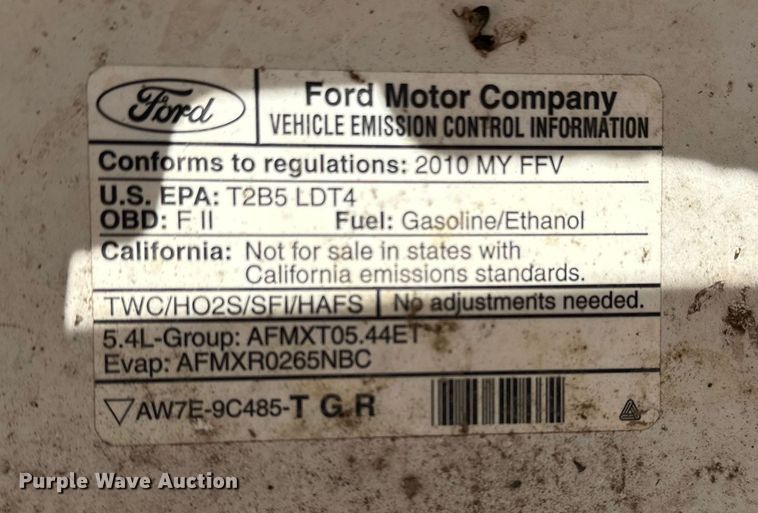 Ford
Ford Motor Company
VEHICLE EMISSION CONTROL INFORMATION
Conforms to regulations: 2010 MY FFV
U.S. EPA: T2B5 LDT4
OBD: F II Fuel: Gasoline/Ethanol
California: Not for sale in states with
California emissions standards.
TWC/HO2S/SFI/HAFS No adjustments needed.
5.4L-Group: AFMXT05.44ET
Evap: AFMXR0265NBC
AW7E-9C485-T G R
Purple Wave Auction